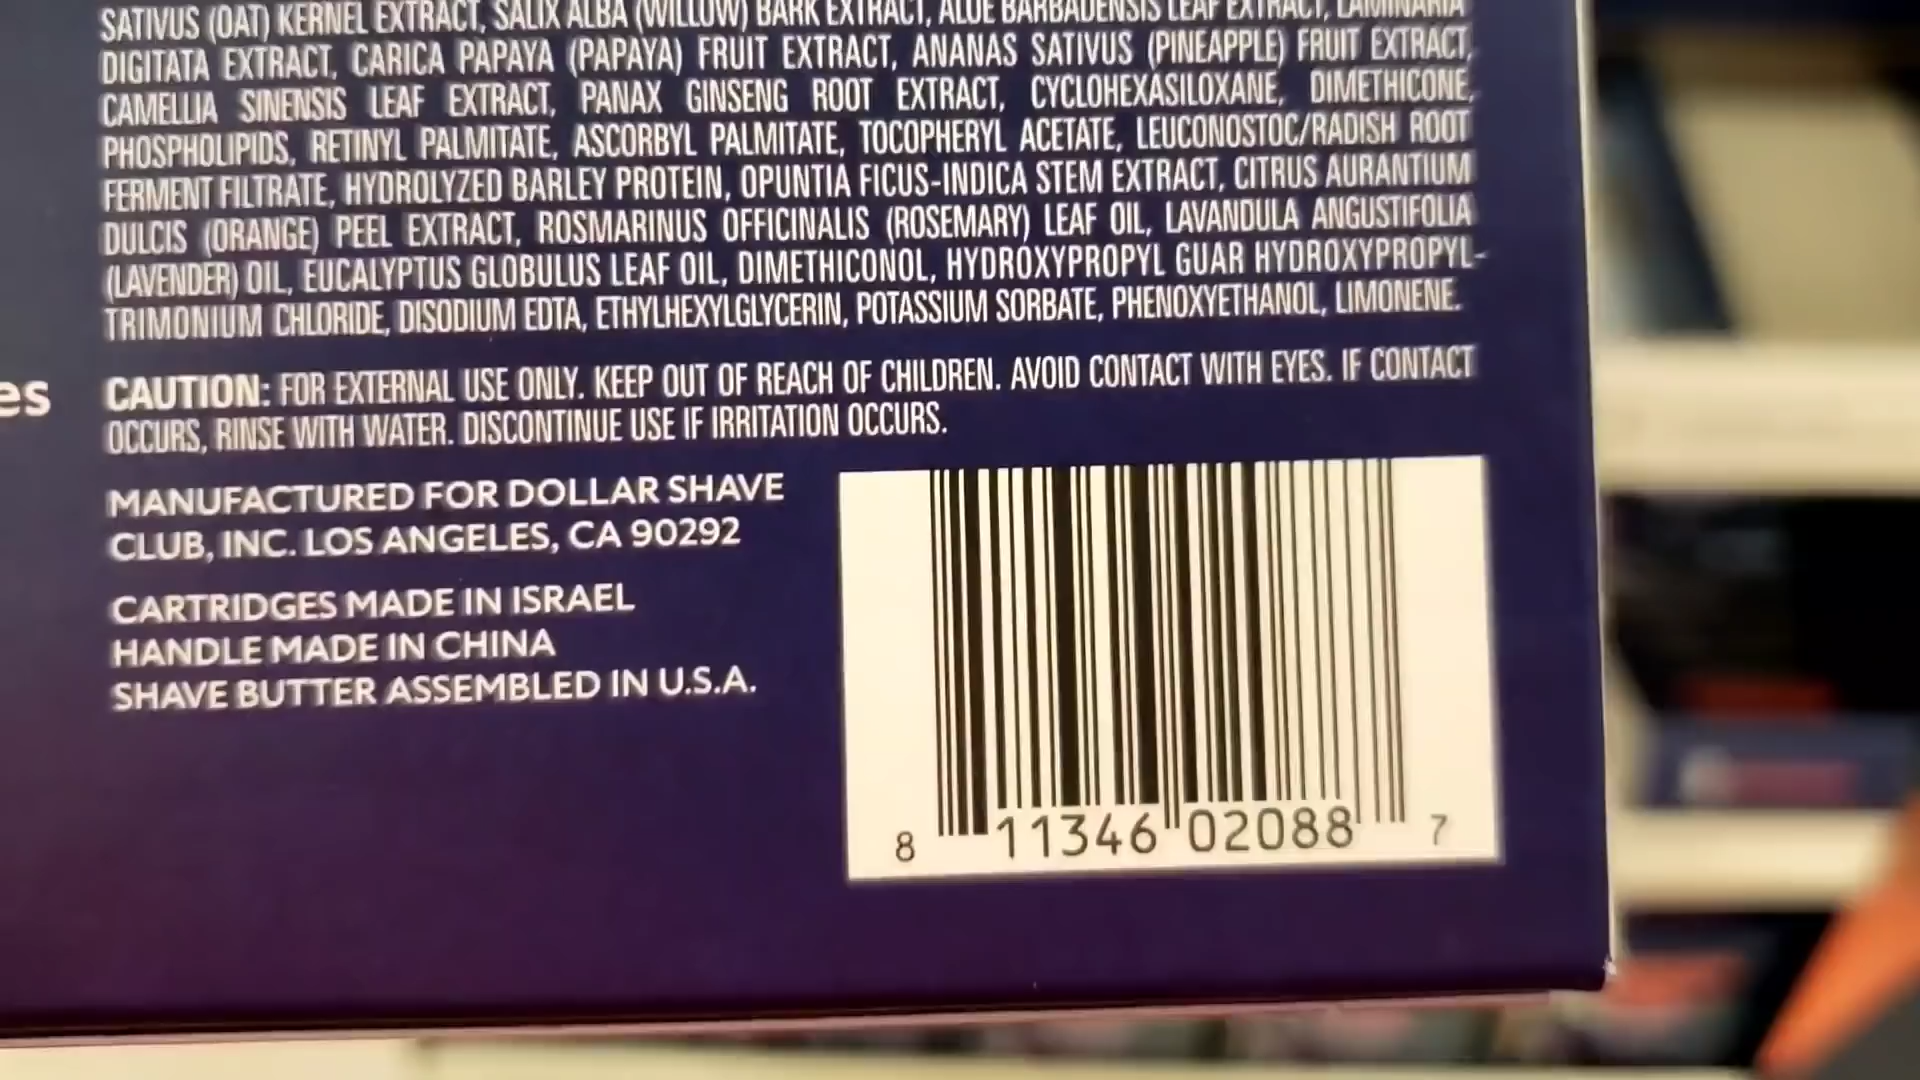 SATIVUS (OAT) KERNEL EXTRACT, SALIX ALBA (WILLOW) BARK EXTRACT, ALOE BARBADENSIS LEAF EXTRACT, LAMINARIA
DIGITATA EXTRACT, CARICA PAPAYA (PAPAYA) FRUIT EXTRACT, ANANAS SATIVUS (PINEAPPLE) FRUIT EXTRACT,
CAMELLIA SINENSIS LEAF EXTRACT, PANAX GINSENG ROOT EXTRACT, CYCLOHEXASILOXANE, DIMETHICONE,
PHOSPHOLIPIDS, RETINYL PALMITATE, ASCORBYL PALMITATE, TOCOPHERYL ACETATE, LEUCONOSTOC/RADISH ROOT
FERMENT FILTRATE, HYDROLYZED BARLEY PROTEIN, OPUNTIA FICUS-INDICA STEM EXTRACT, CITRUS AURANTIUM
DULCIS (ORANGE) PEEL EXTRACT, ROSMARINUS OFFICINALIS (ROSEMARY) LEAF OIL, LAVANDULA ANGUSTIFOLIA
(LAVENDER) OIL, EUCALYPTUS GLOBULUS LEAF OIL, DIMETHICONOL, HYDROXYPROPYL GUAR HYDROXYPROPYL-
TRIMONIUM CHLORIDE, DISODIUM EDTA, ETHYLHEXYLGLYCERIN, POTASSIUM SORBATE, PHENOXYETHANOL, LIMONENE.
es
CAUTION: FOR EXTERNAL USE ONLY. KEEP OUT OF REACH OF CHILDREN. AVOID CONTACT WITH EYES. IF CONTACT
OCCURS, RINSE WITH WATER. DISCONTINUE USE IF IRRITATION OCCURS.
MANUFACTURED FOR DOLLAR SHAVE
CLUB, INC. LOS ANGELES, CA 90292
CARTRIDGES MADE IN ISRAEL
HANDLE MADE IN CHINA
SHAVE BUTTER ASSEMBLED IN U.S.A.
8 11346 02088 7